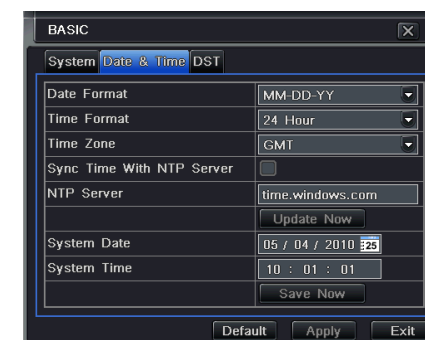 BASIC
System Date & Time DST
Date Format MM-DD-YY
Time Format 24 Hour
Time Zone GMT
Sync Time With NTP Server
NTP Server time.windows.com
Update Now
System Date 05 / 04 / 2010 25
System Time 10 : 01 : 01
Save Now
Default Apply Exit